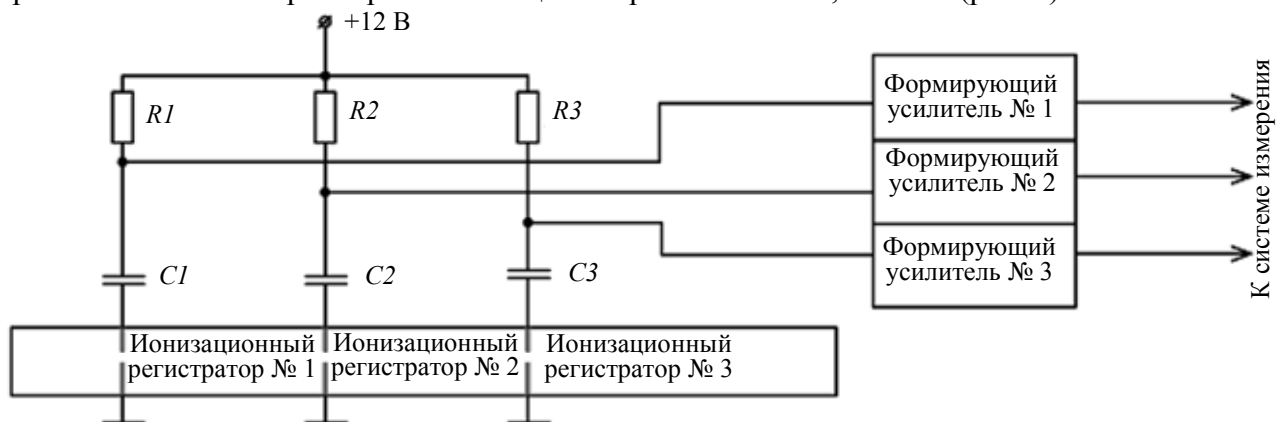 +12 В
R1
R2
R3
C1
C2
C3
Формирующий
усилитель № 1
Формирующий
усилитель № 2
Формирующий
усилитель № 3
Ионизационный
регистратор № 1
Ионизационный
регистратор № 2
Ионизационный
регистратор № 3
К системе измерения